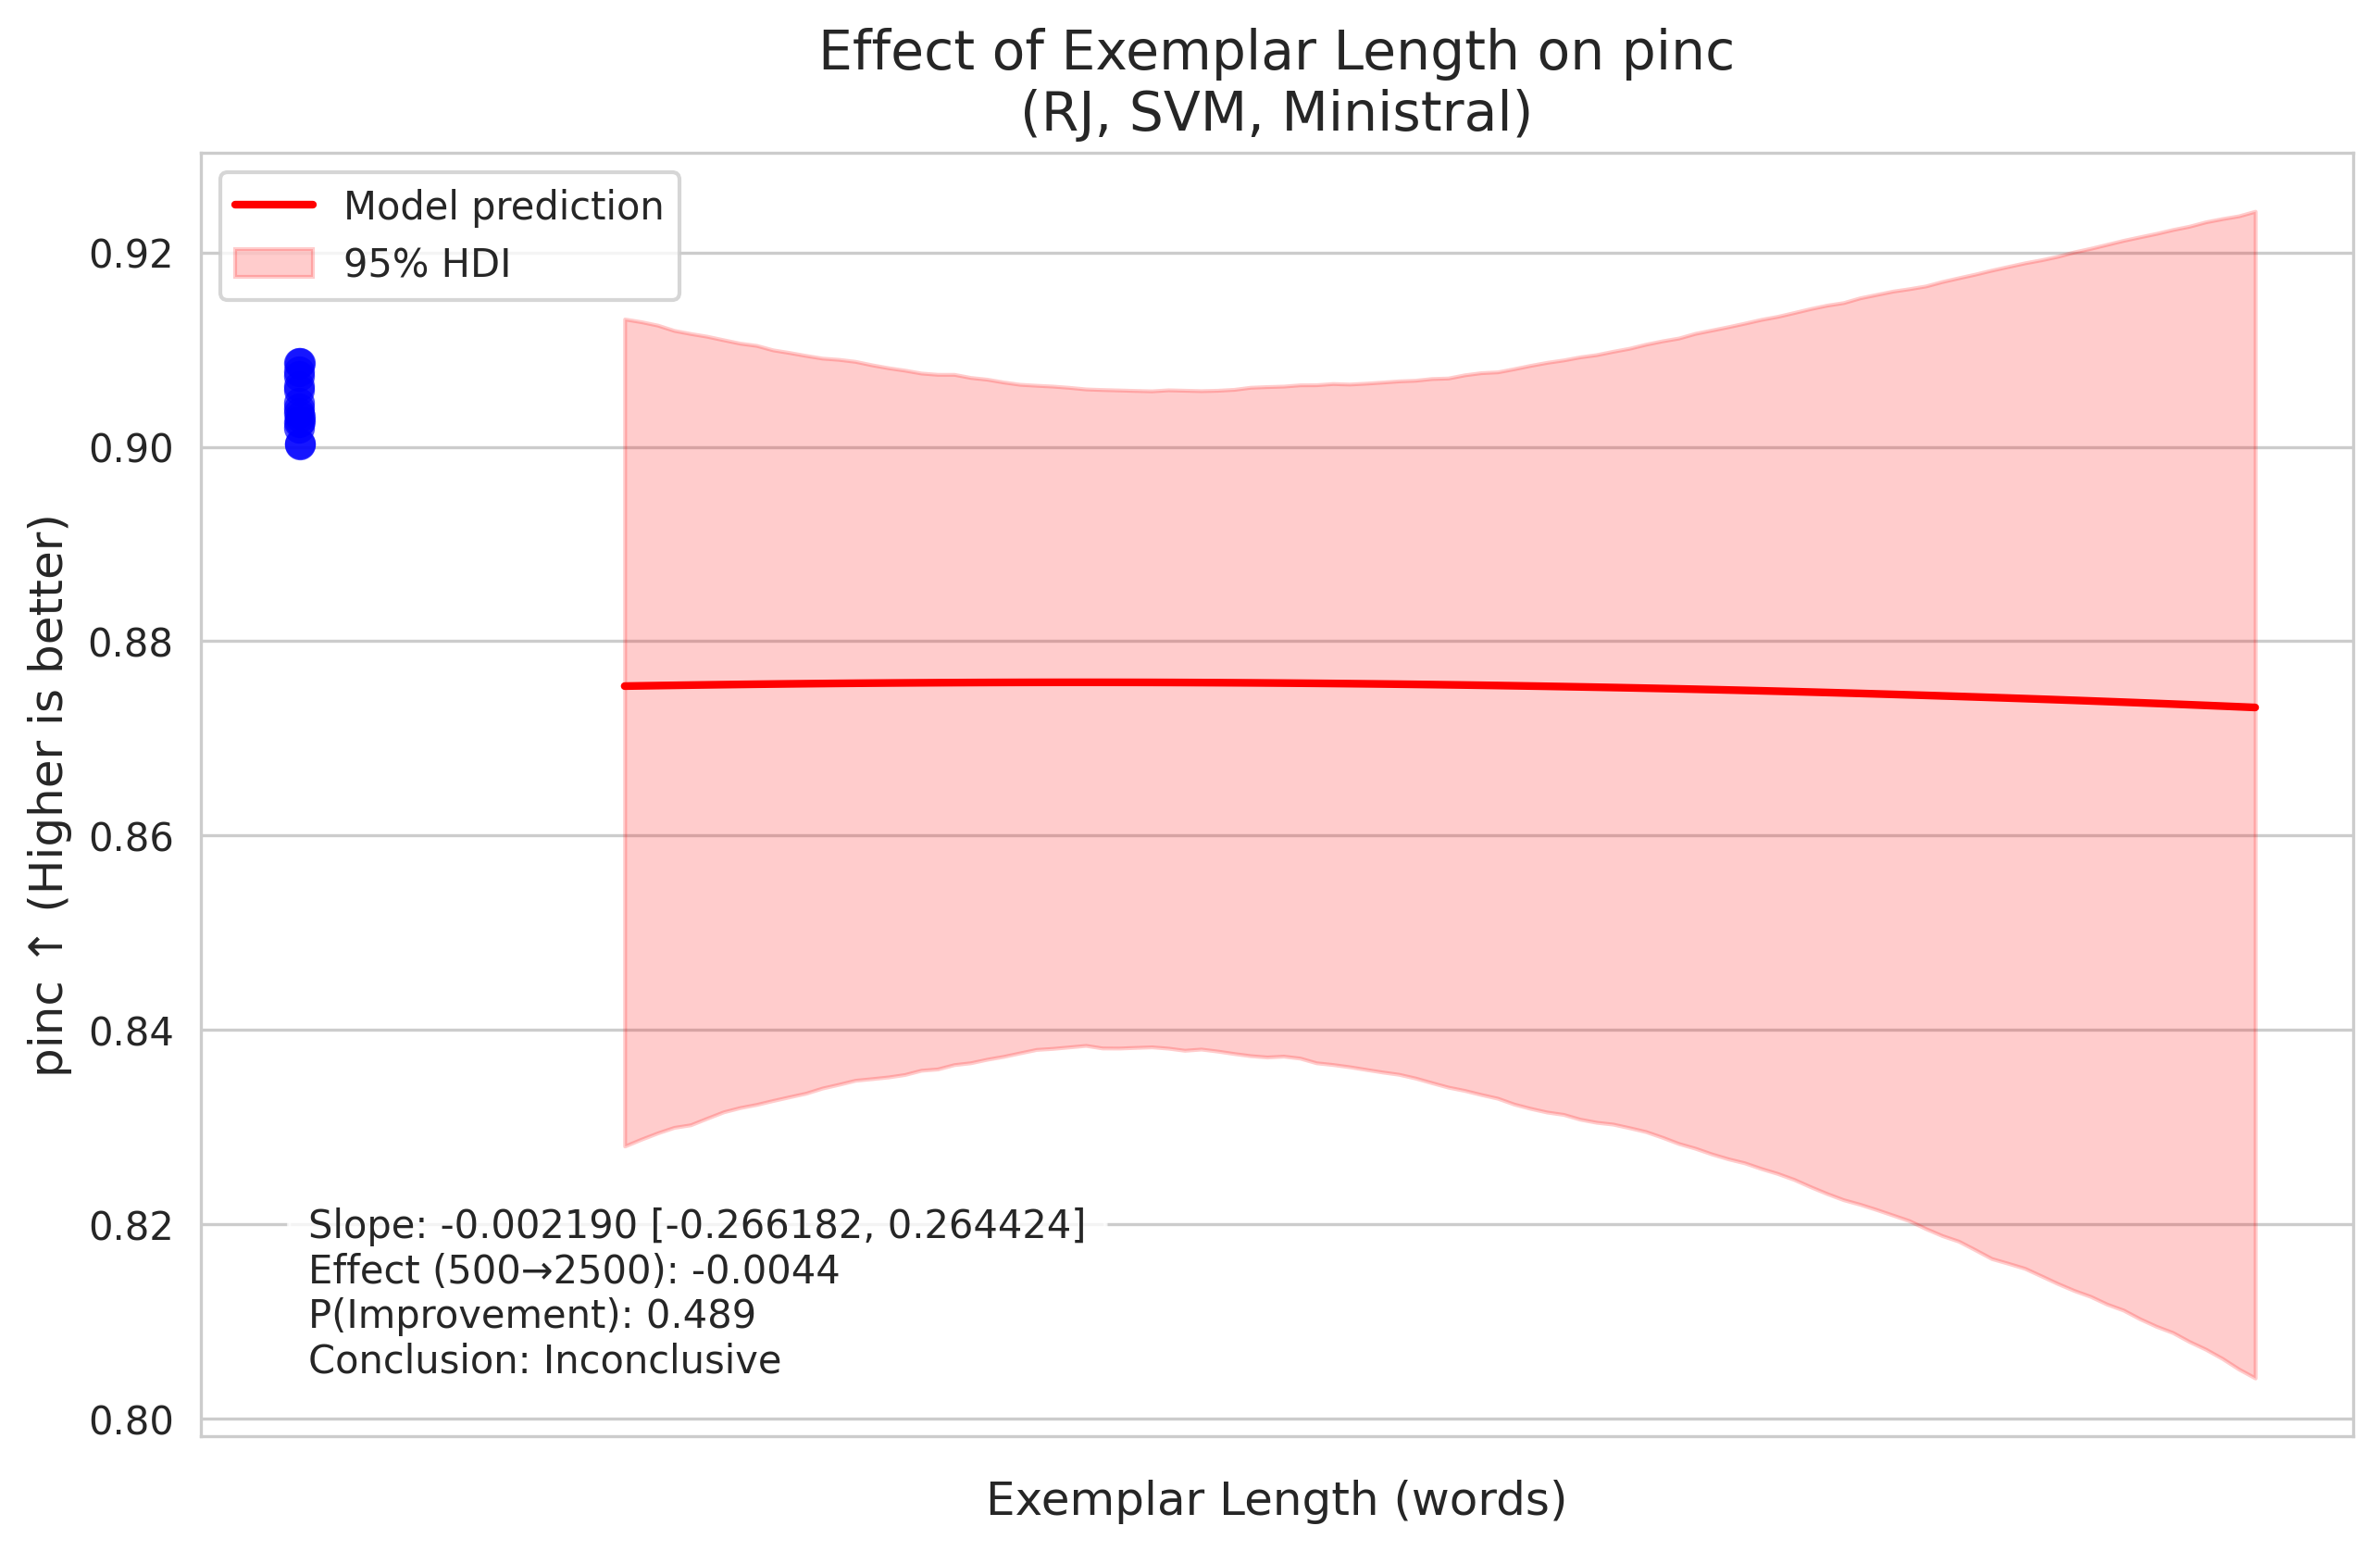 Effect of Exemplar Length on pinc
(RJ, SVM, Ministral)
Model prediction
95% HDI
0.92
0.90
0.88
0.86
0.84
0.82
0.80
pinc ↑ (Higher is better)
Slope: -0.002190 [-0.266182, 0.264424]
Effect (500→2500): -0.0044
P(Improvement): 0.489
Conclusion: Inconclusive
Exemplar Length (words)